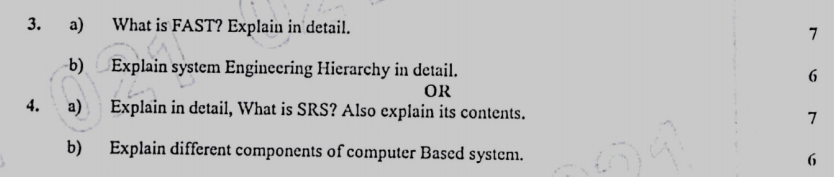 3. a) What is FAST? Explain in detail. 7
b) Explain system Engineering Hierarchy in detail. 6
OR
4. a) Explain in detail, What is SRS? Also explain its contents. 7
b) Explain different components of computer Based system. 6